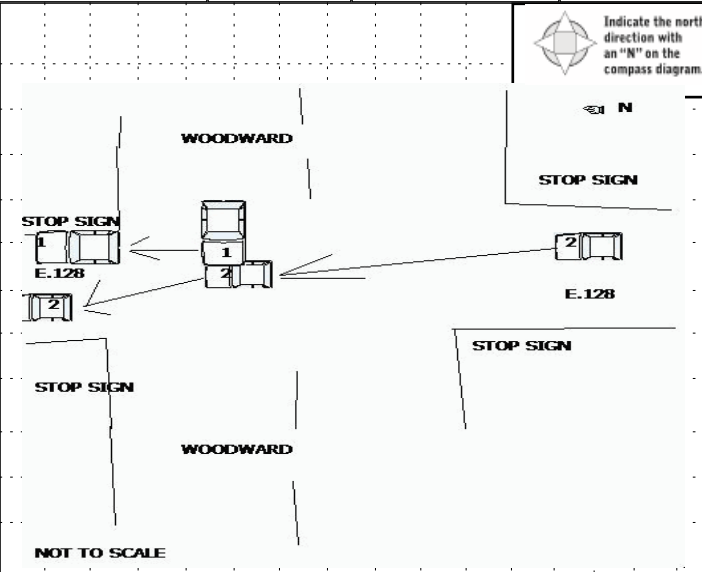 Indicate the north
direction with
an "N" on the
compass diagram.
N
WOODWARD
STOP SIGN
STOP SIGN
1
1
2
E.128
2
2
E.128
STOP SIGN
STOP SIGN
WOODWARD
NOT TO SCALE